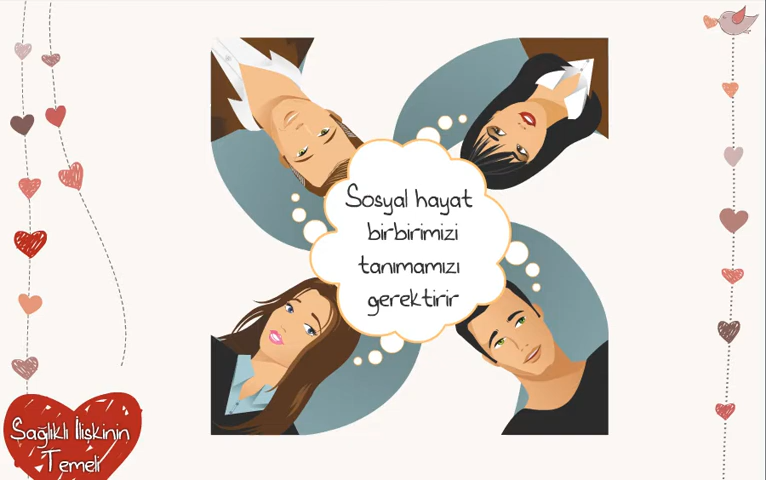 Sosyal hayat
birbirimizi
tanımamızı
gerektirir
Sağlıklı İlişkinin
Temeli